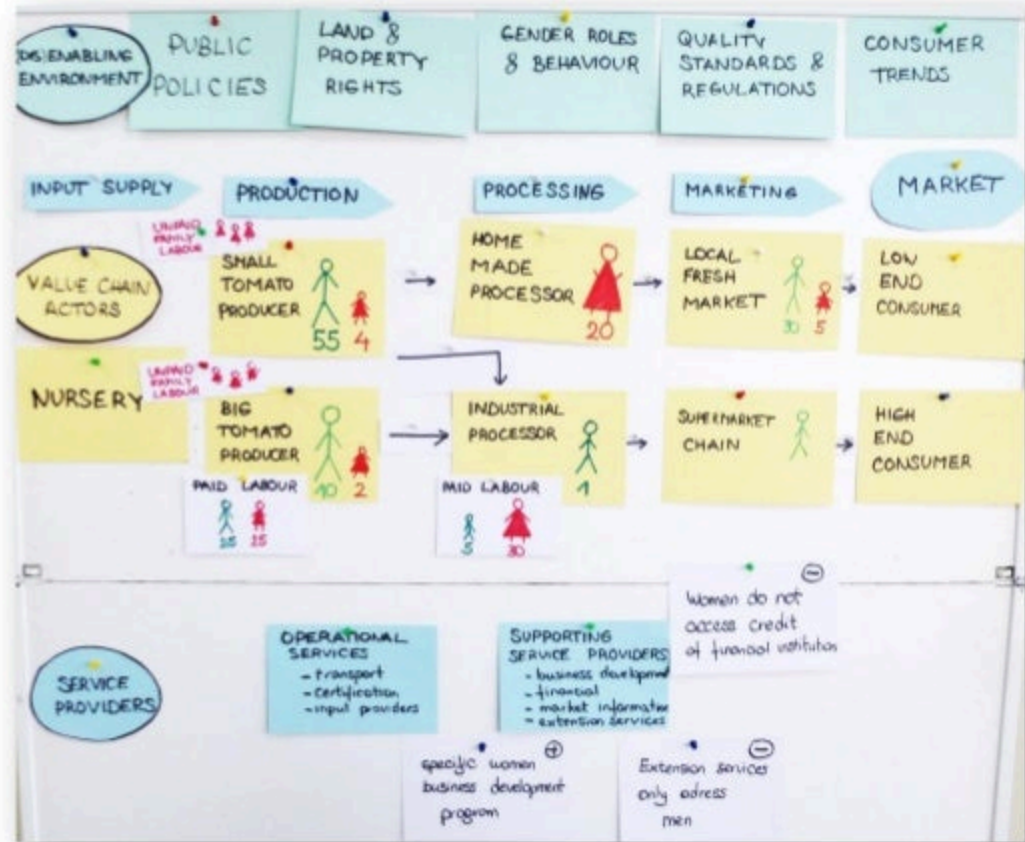 DIS|ENABLING
ENVIRONMENT
PUBLIC
POLICIES
LAND &
PROPERTY
RIGHTS
GENDER ROLES
& BEHAVIOUR
QUALITY
STANDARDS &
REGULATIONS
CONSUMER
TRENDS
INPUT SUPPLY
PRODUCTION
PROCESSING
MARKETING
MARKET
VALUE CHAIN
ACTORS
UNPAID
FAMILY
LABOUR
SMALL
TOMATO
PRODUCER
55 4
HOME
MADE
PROCESSOR
20
LOCAL
FRESH
MARKET
30 5
LOW
END
CONSUMER
NURSERY
UNPAID
FAMILY
LABOUR
BIG
TOMATO
PRODUCER
10 2
PAID LABOUR
25 25
INDUSTRIAL
PROCESSOR
1
PAID LABOUR
5 30
SUPERMARKET
CHAIN
HIGH
END
CONSUMER
SERVICE
PROVIDERS
OPERATIONAL
SERVICES
- transport
- certification
- input providers
SUPPORTING
SERVICE PROVIDERS
- business developmen
- financial
- market information
- extension services
⊖
Women do not
access credit
of financial institution
⊕
specific women
business development
program
⊖
Extension services
only adress
men